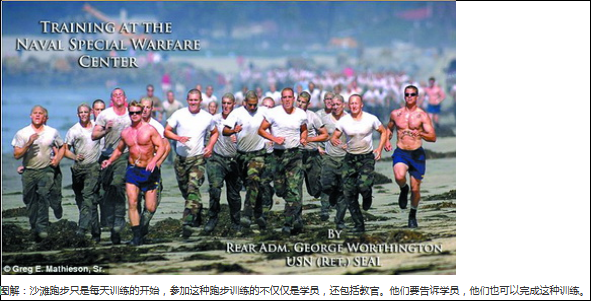 TRAINING AT THE
NAVAL SPECIAL WARFARE
CENTER
BY
REAR ADM. GEORGE WORTHINGTON
USN (RET.) SEAL
© Greg E. Mathieson, Sr.
图解：沙滩跑步只是每天训练的开始，参加这种跑步训练的不仅仅是学员，还包括教官。他们要告诉学员，他们也可以完成这种训练。